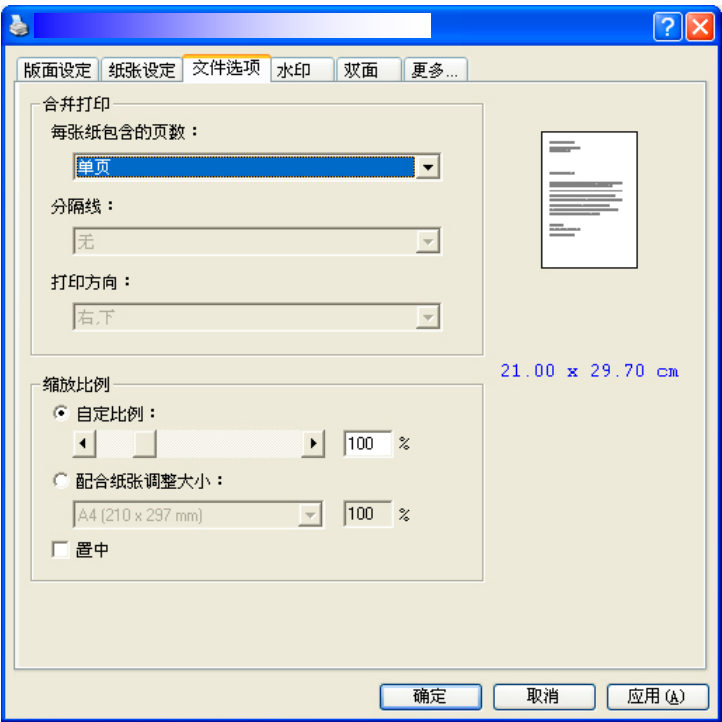 版面设定 纸张设定 文件选项 水印 双面 更多...
合并打印
每张纸包含的页数：
单页
分隔线：
无
打印方向：
右,下
21.00 x 29.70 cm
缩放比例
自定比例：
100 %
配合纸张调整大小：
A4 (210 x 297 mm) 100 %
置中
确定 取消 应用(A)